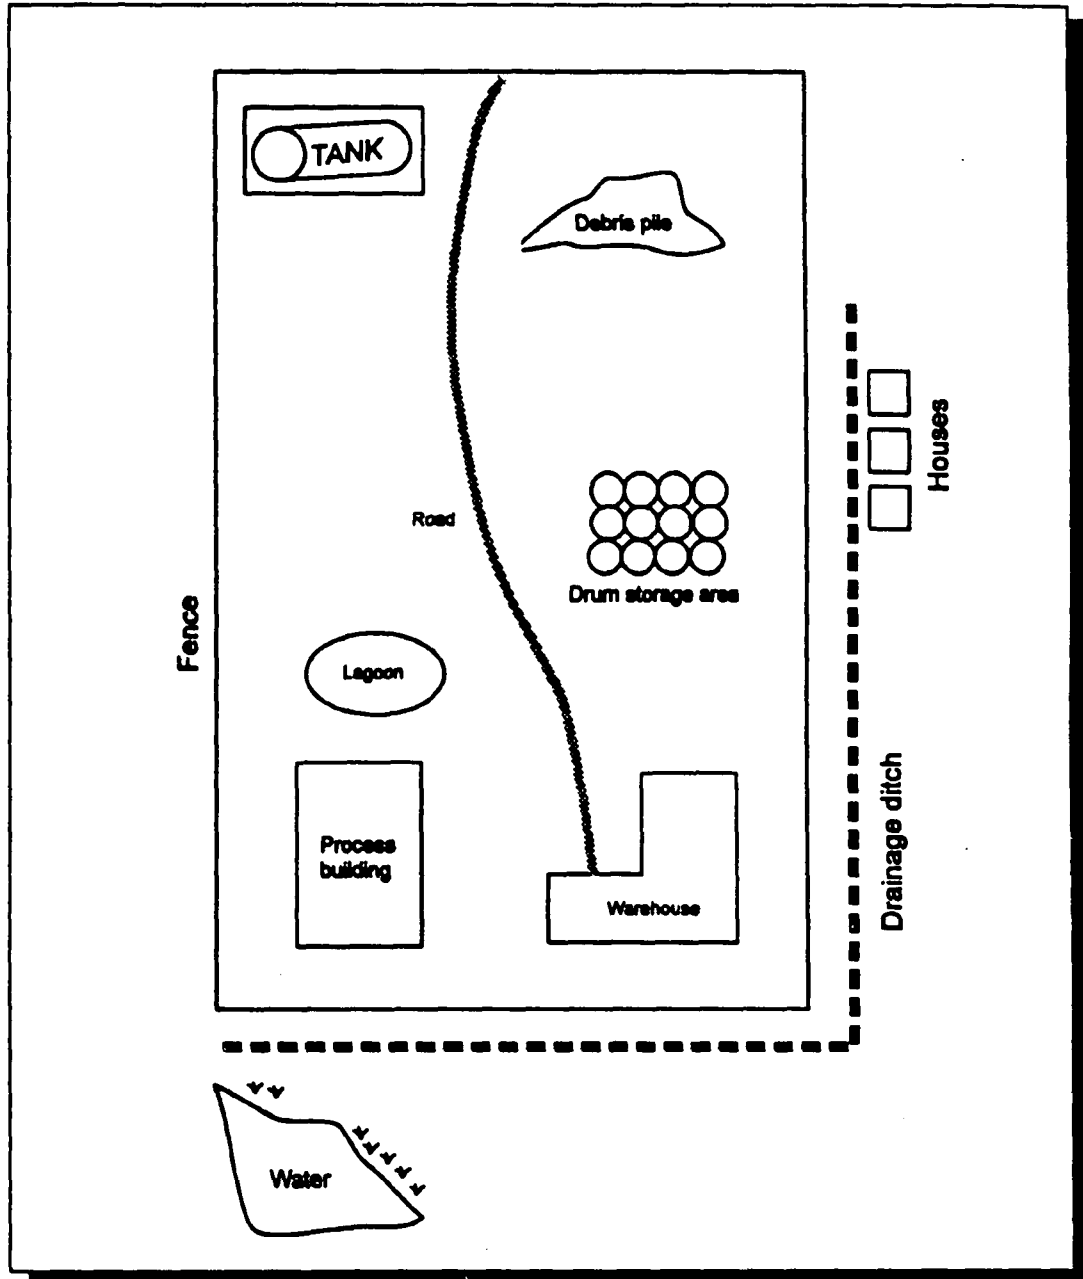 TANK
Debris pile
Houses
Road
Drum storage area
Fence
Lagoon
Drainage ditch
Process
building
Warehouse
Water